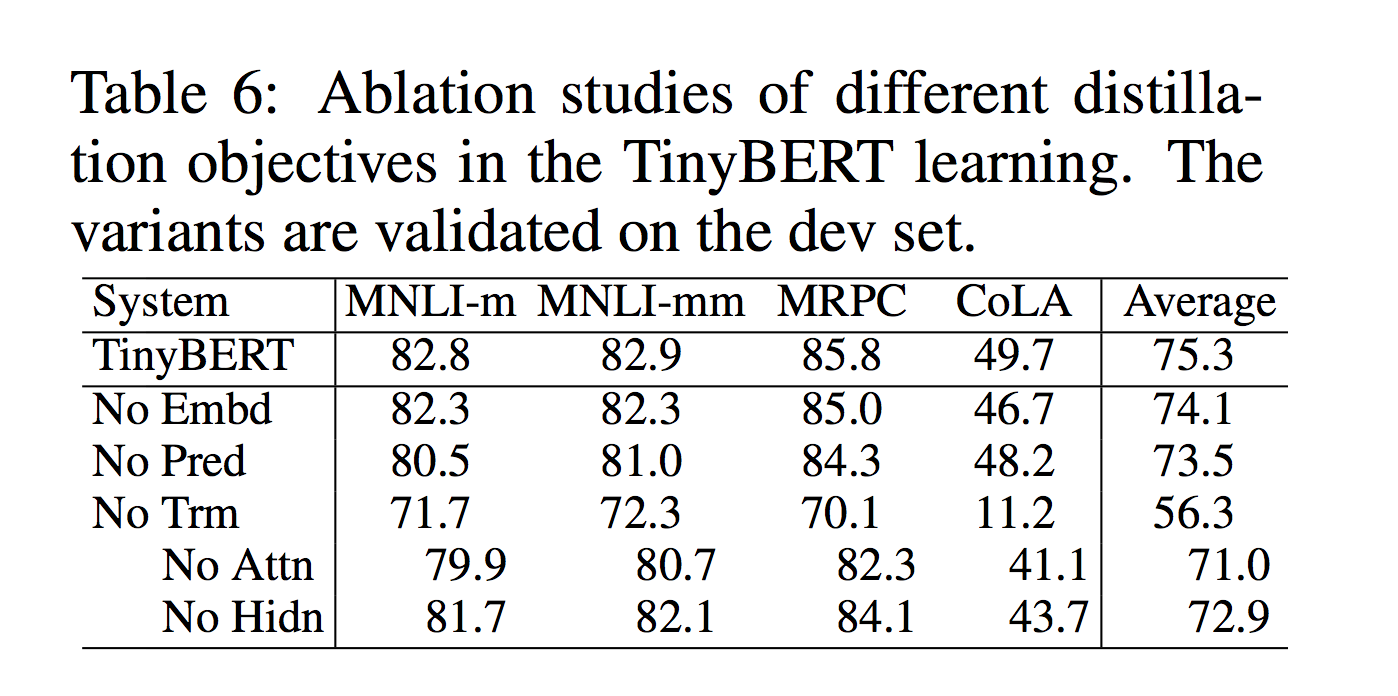 Table 6: Ablation studies of different distilla-
tion objectives in the TinyBERT learning. The
variants are validated on the dev set.
System MNLI-m MNLI-mm MRPC CoLA Average
TinyBERT 82.8 82.9 85.8 49.7 75.3
No Embd 82.3 82.3 85.0 46.7 74.1
No Pred 80.5 81.0 84.3 48.2 73.5
No Trm 71.7 72.3 70.1 11.2 56.3
No Attn 79.9 80.7 82.3 41.1 71.0
No Hidn 81.7 82.1 84.1 43.7 72.9